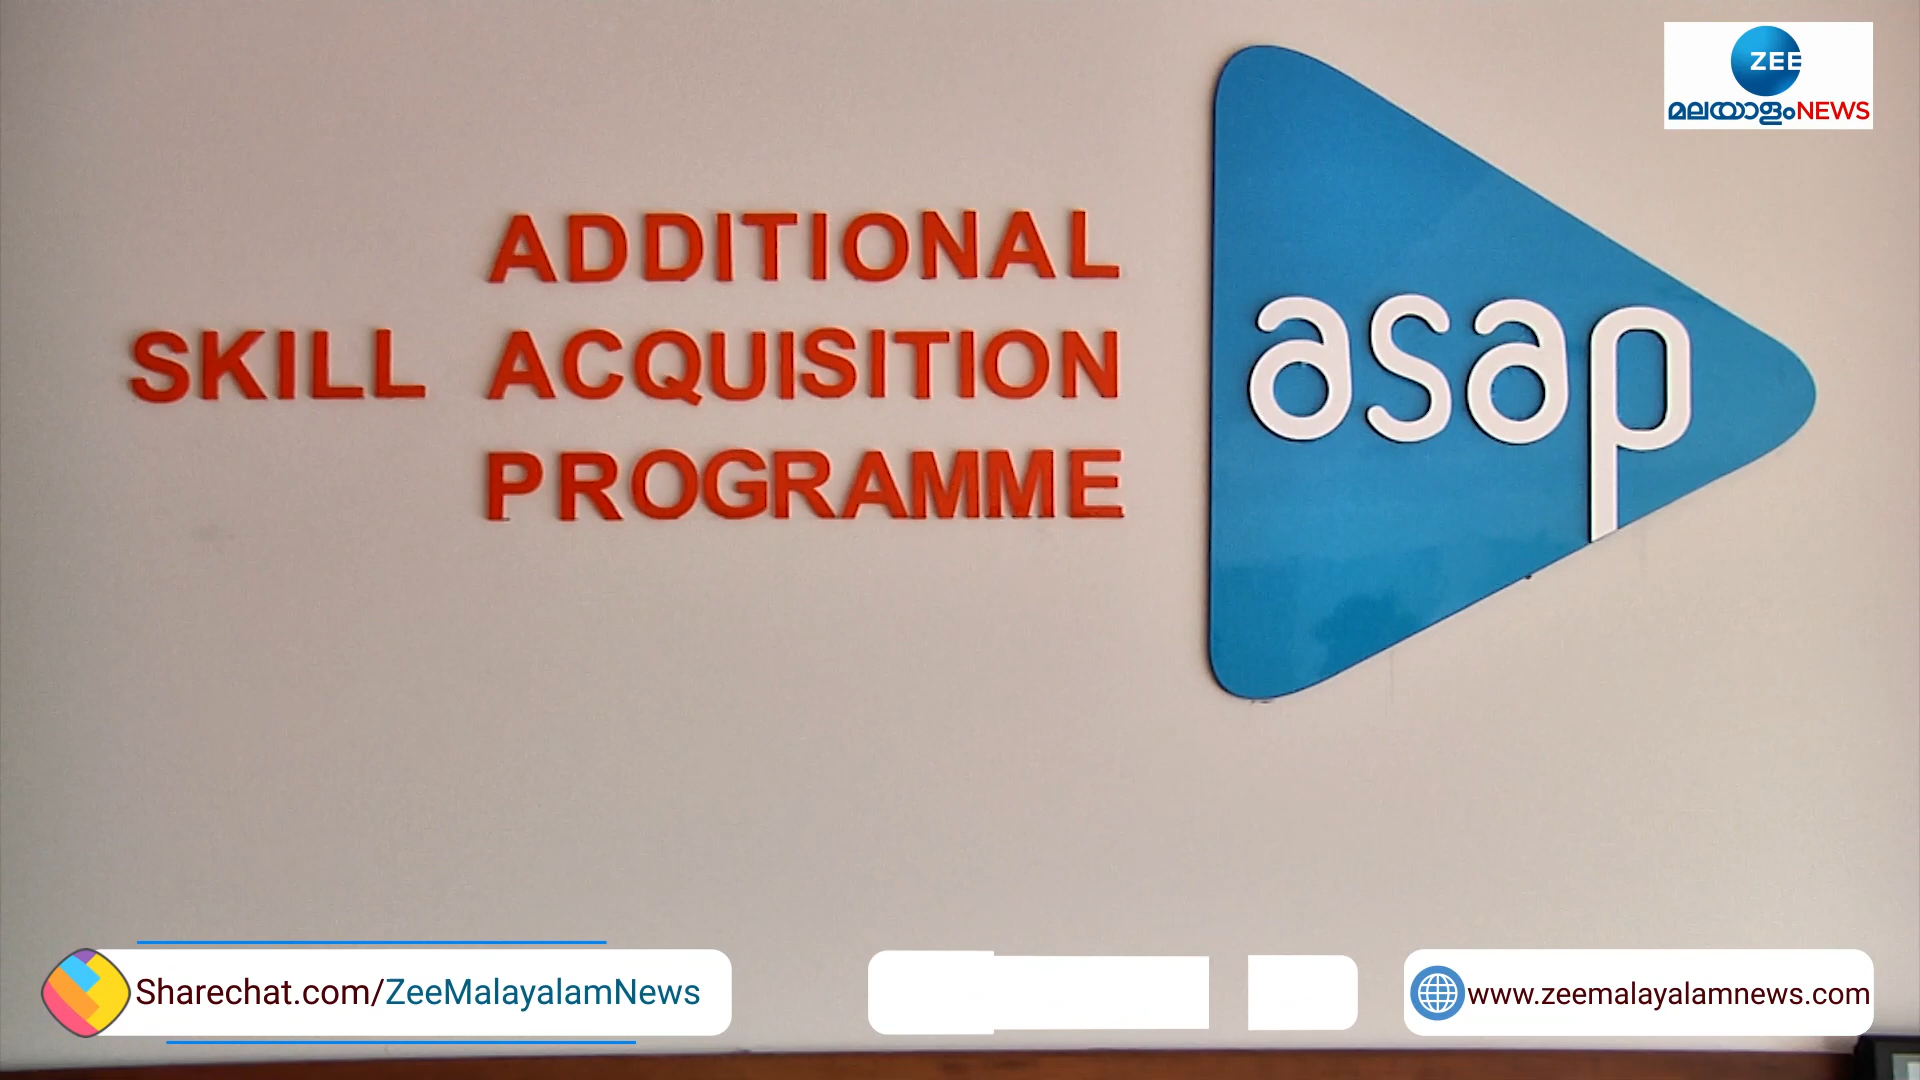 ZEE
മലയാളംNEWS
ADDITIONAL
SKILL ACQUISITION
PROGRAMME
asap
Sharechat.com/ZeeMalayalamNews
www.zeemalayalamnews.com